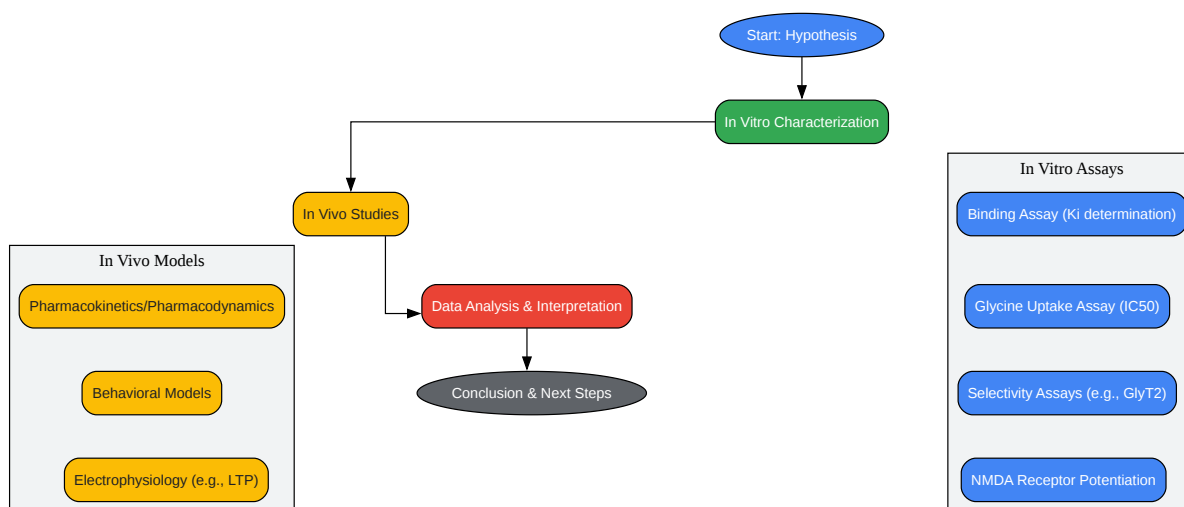 Start: Hypothesis
In Vitro Characterization
In Vitro Assays
In Vivo Studies
Binding Assay (Ki determination)
In Vivo Models
Pharmacokinetics/Pharmacodynamics
Data Analysis & Interpretation
Glycine Uptake Assay (IC50)
Behavioral Models
Conclusion & Next Steps
Selectivity Assays (e.g., GlyT2)
Electrophysiology (e.g., LTP)
NMDA Receptor Potentiation